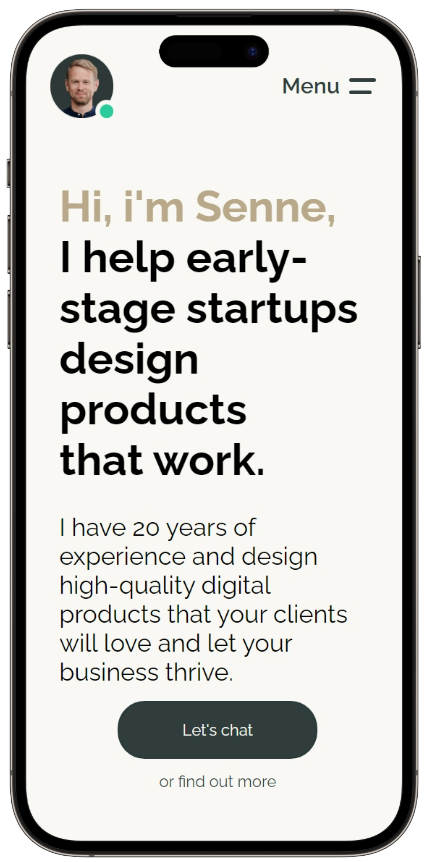 Menu
Hi, i'm Senne,
I help early-
stage startups
design
products
that work.
I have 20 years of
experience and design
high-quality digital
products that your clients
will love and let your
business thrive.
Let's chat
or find out more